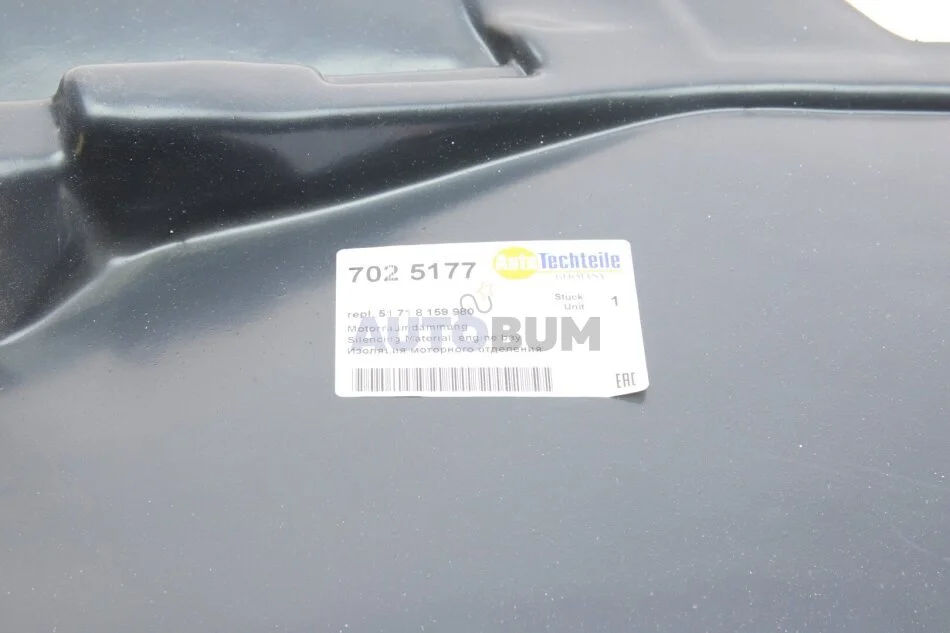 702 5177
AutoTechteile
GERMANY
repl. 51 71 8 159 980
Stuck
Unit
1
AUTOBUM
Motorraumdämmung
Silencing Material, engine bay
Изоляция моторного отделения
EAC